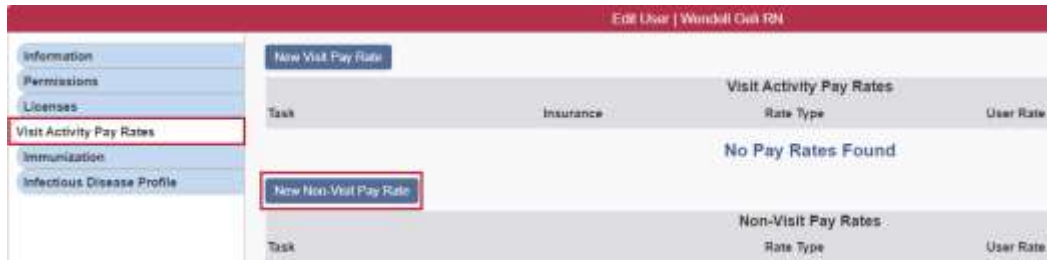 Edit User | Wendell Oak RN
Information
Permissions
Licenses
Visit Activity Pay Rates
Immunization
Infectious Disease Profile
New Visit Pay Rate
Visit Activity Pay Rates
Task Insurance Rate Type User Rate
No Pay Rates Found
New Non-Visit Pay Rate
Non-Visit Pay Rates
Task Rate Type User Rate